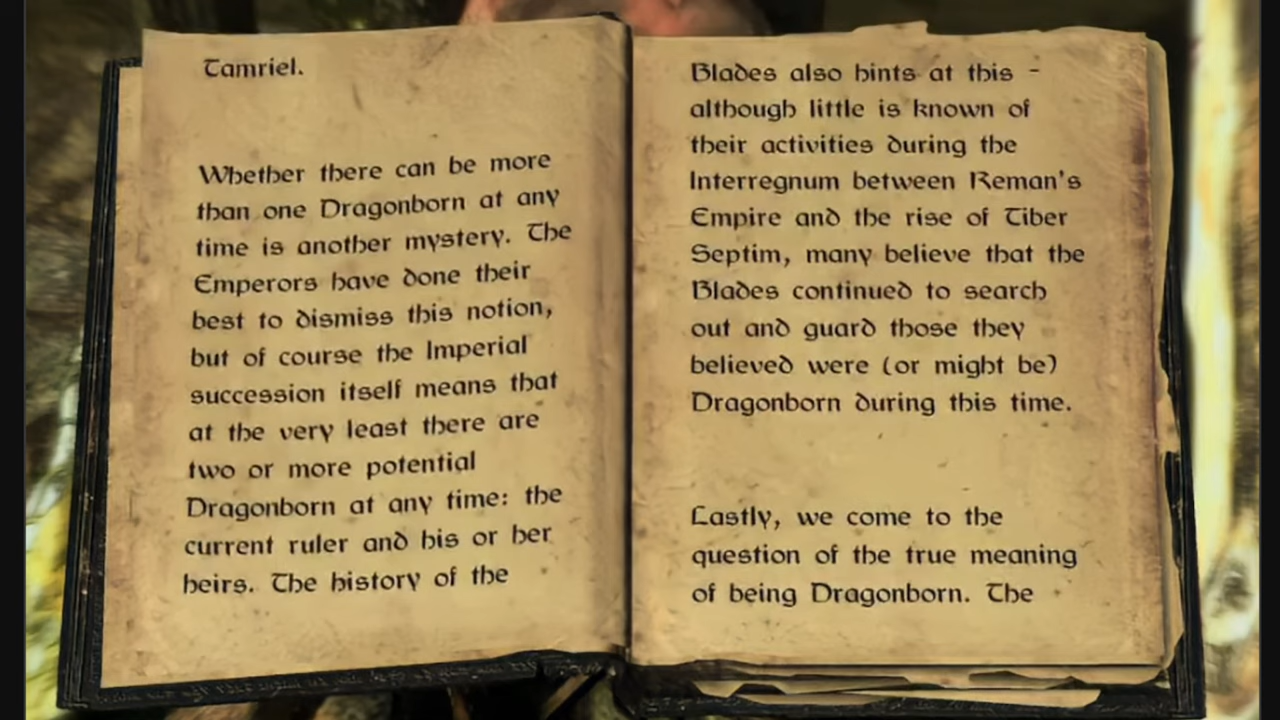 Tamriel.
Whether there can be more
than one Dragonborn at any
time is another mystery. The
Emperors have done their
best to dismiss this notion,
but of course the Imperial
succession itself means that
at the very least there are
two or more potential
Dragonborn at any time: the
current ruler and his or her
heirs. The history of the
Blades also hints at this -
although little is known of
their activities during the
Interregnum between Reman's
Empire and the rise of Tiber
Septim, many believe that the
Blades continued to search
out and guard those they
believed were (or might be)
Dragonborn during this time.
Lastly, we come to the
question of the true meaning
of being Dragonborn. The